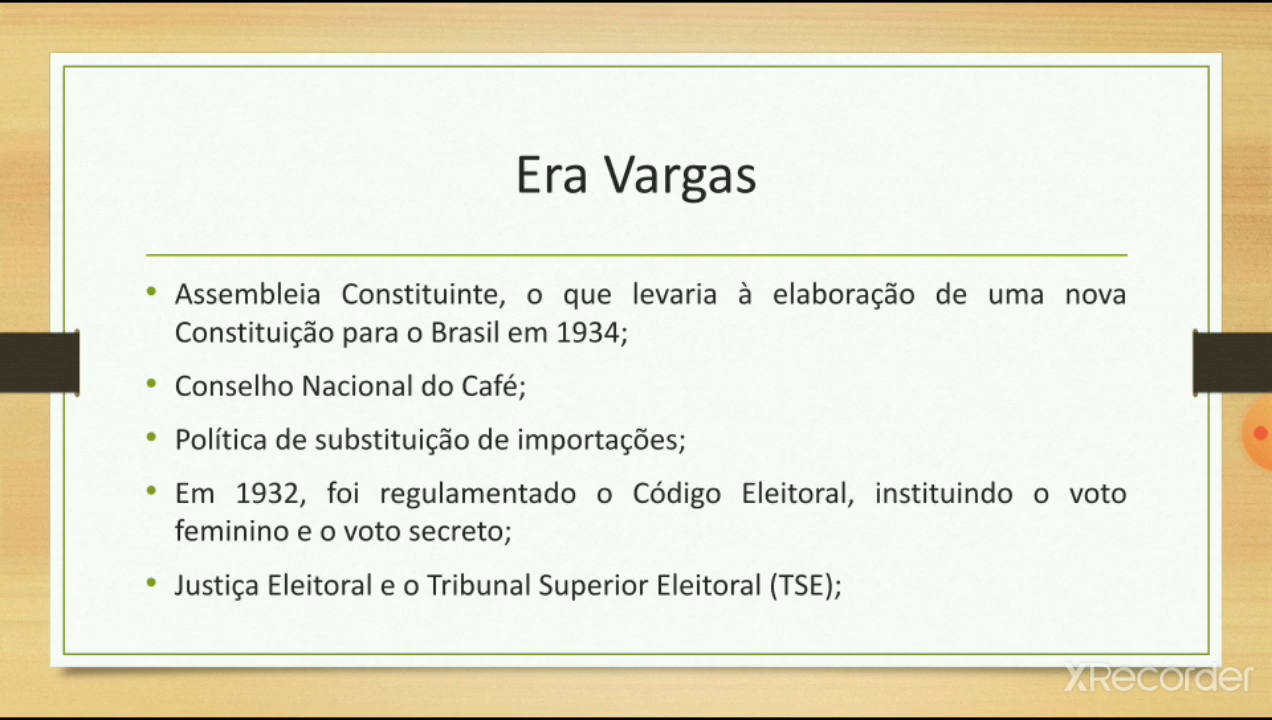 Era Vargas
• Assembleia Constituinte, o que levaria à elaboração de uma nova
Constituição para o Brasil em 1934;
• Conselho Nacional do Café;
• Política de substituição de importações;
• Em 1932, foi regulamentado o Código Eleitoral, instituindo o voto
feminino e o voto secreto;
• Justiça Eleitoral e o Tribunal Superior Eleitoral (TSE);
XRecorder